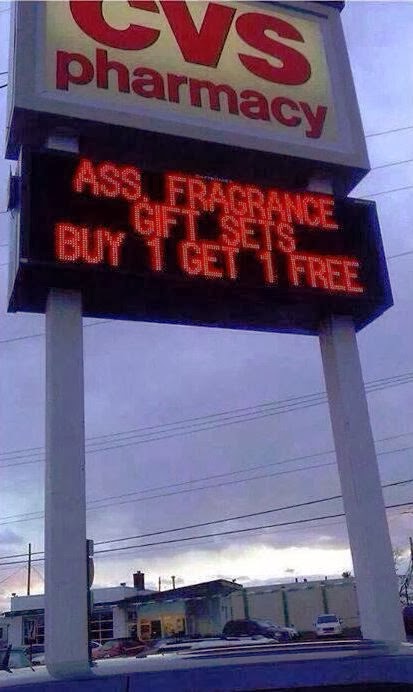 CVS
pharmacy
ASS. FRAGRANCE
GIFT SETS
BUY 1 GET 1 FREE